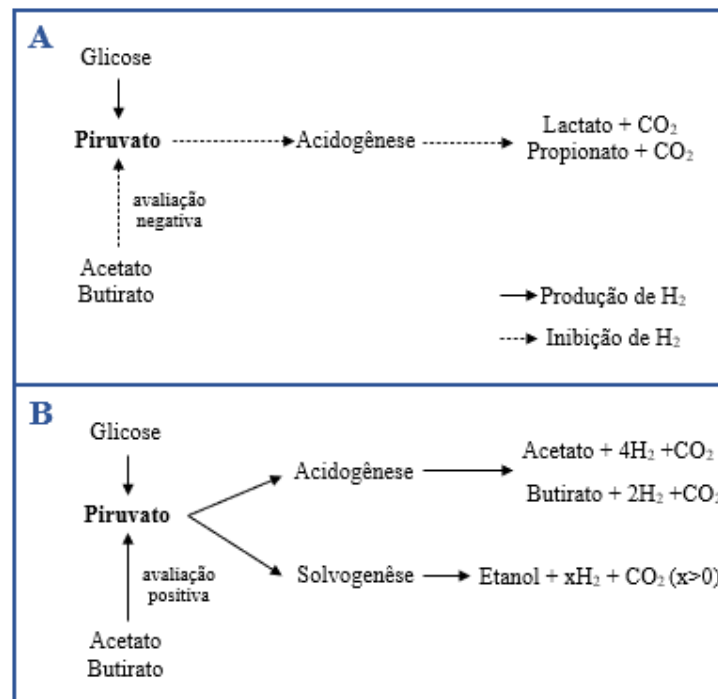 A
Glicose
Piruvato
Acidogênese
Lactato + CO₂
Propionato + CO₂
avaliação
negativa
Acetato
Butirato
Produção de H₂
Inibição de H₂
B
Glicose
Piruvato
Acidogênese
Acetato + 4H₂ +CO₂
Butirato + 2H₂ +CO₂
Solvogenêse
Etanol + xH₂ + CO₂ (x>0)
avaliação
positiva
Acetato
Butirato